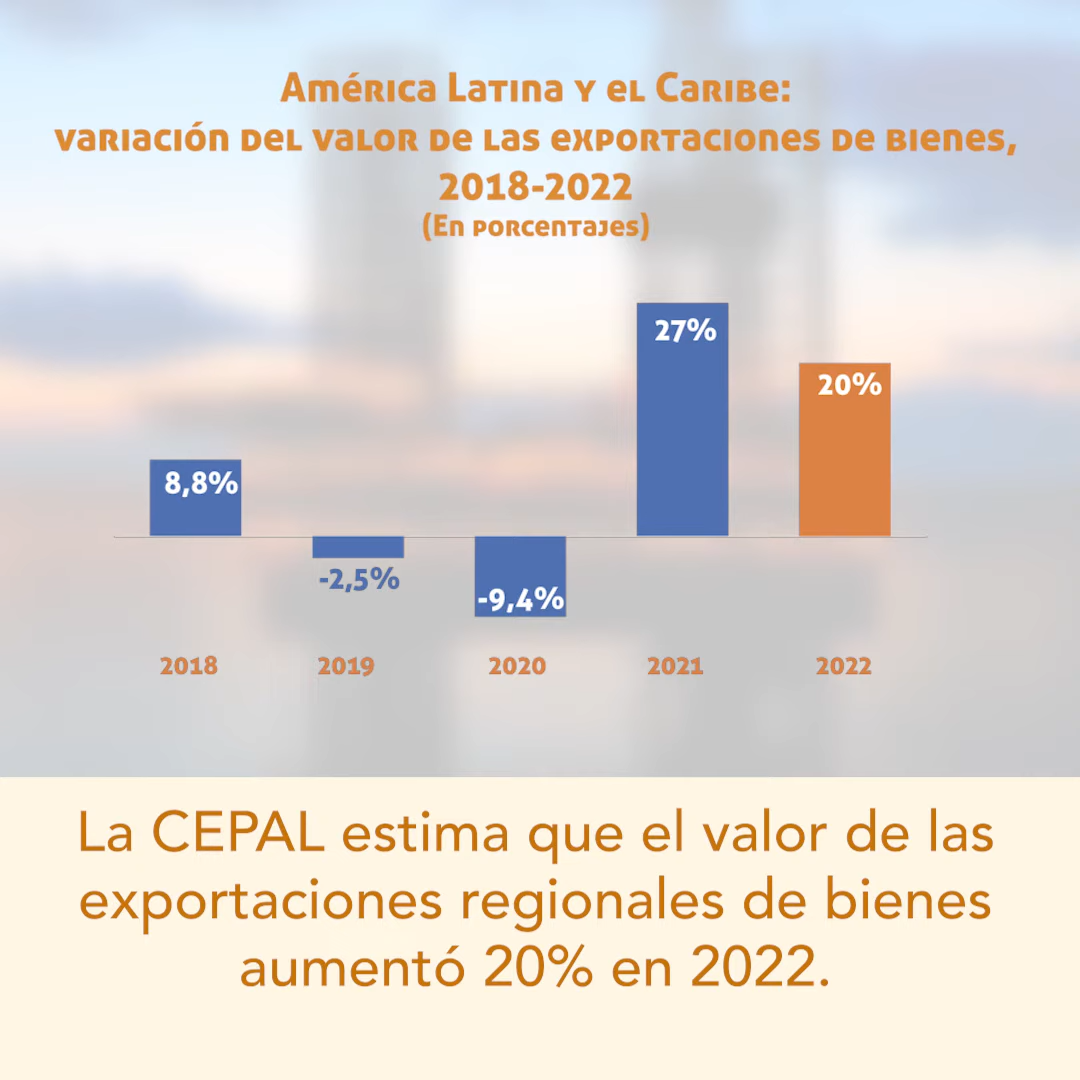 América Latina y el Caribe:
variación del valor de las exportaciones de bienes,
2018-2022
(En porcentajes)
27%
20%
8,8%
-2,5%
-9,4%
2018 2019 2020 2021 2022
La CEPAL estima que el valor de las
exportaciones regionales de bienes
aumentó 20% en 2022.